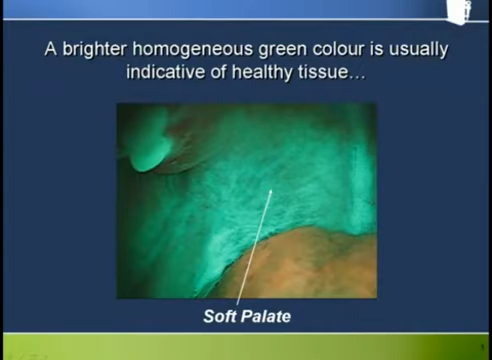 A brighter homogeneous green colour is usually
indicative of healthy tissue…
Soft Palate